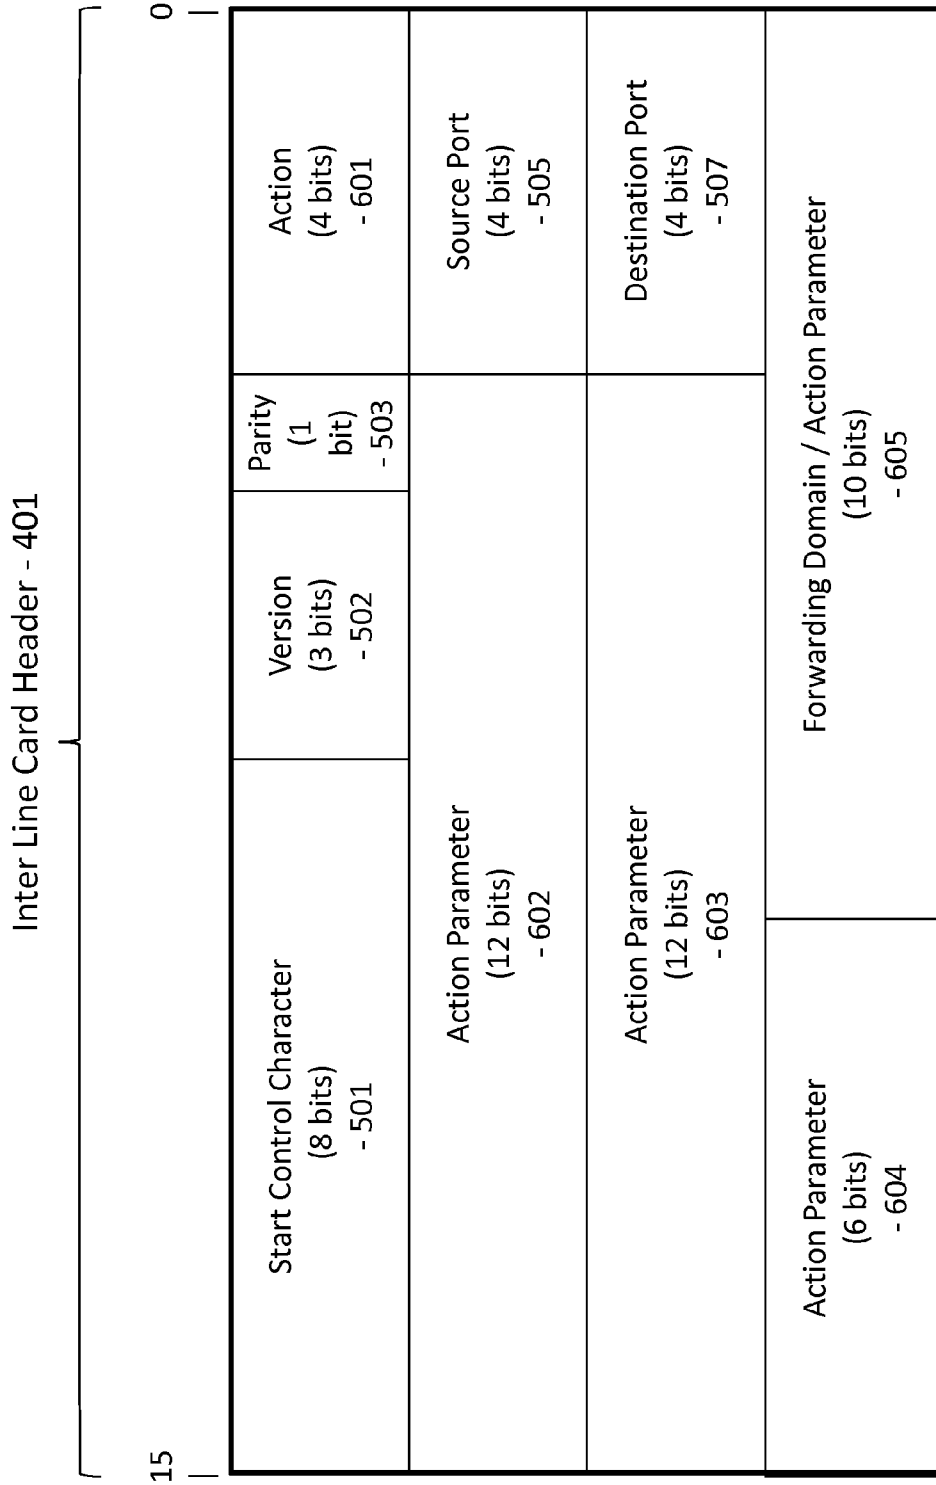 Inter Line Card Header - 401
15
0
Start Control Character
(8 bits)
- 501
Version
(3 bits)
- 502
Parity
(1
bit)
- 503
Action
(4 bits)
- 601
Action Parameter
(12 bits)
- 602
Source Port
(4 bits)
- 505
Action Parameter
(12 bits)
- 603
Destination Port
(4 bits)
- 507
Action Parameter
(6 bits)
- 604
Forwarding Domain / Action Parameter
(10 bits)
- 605